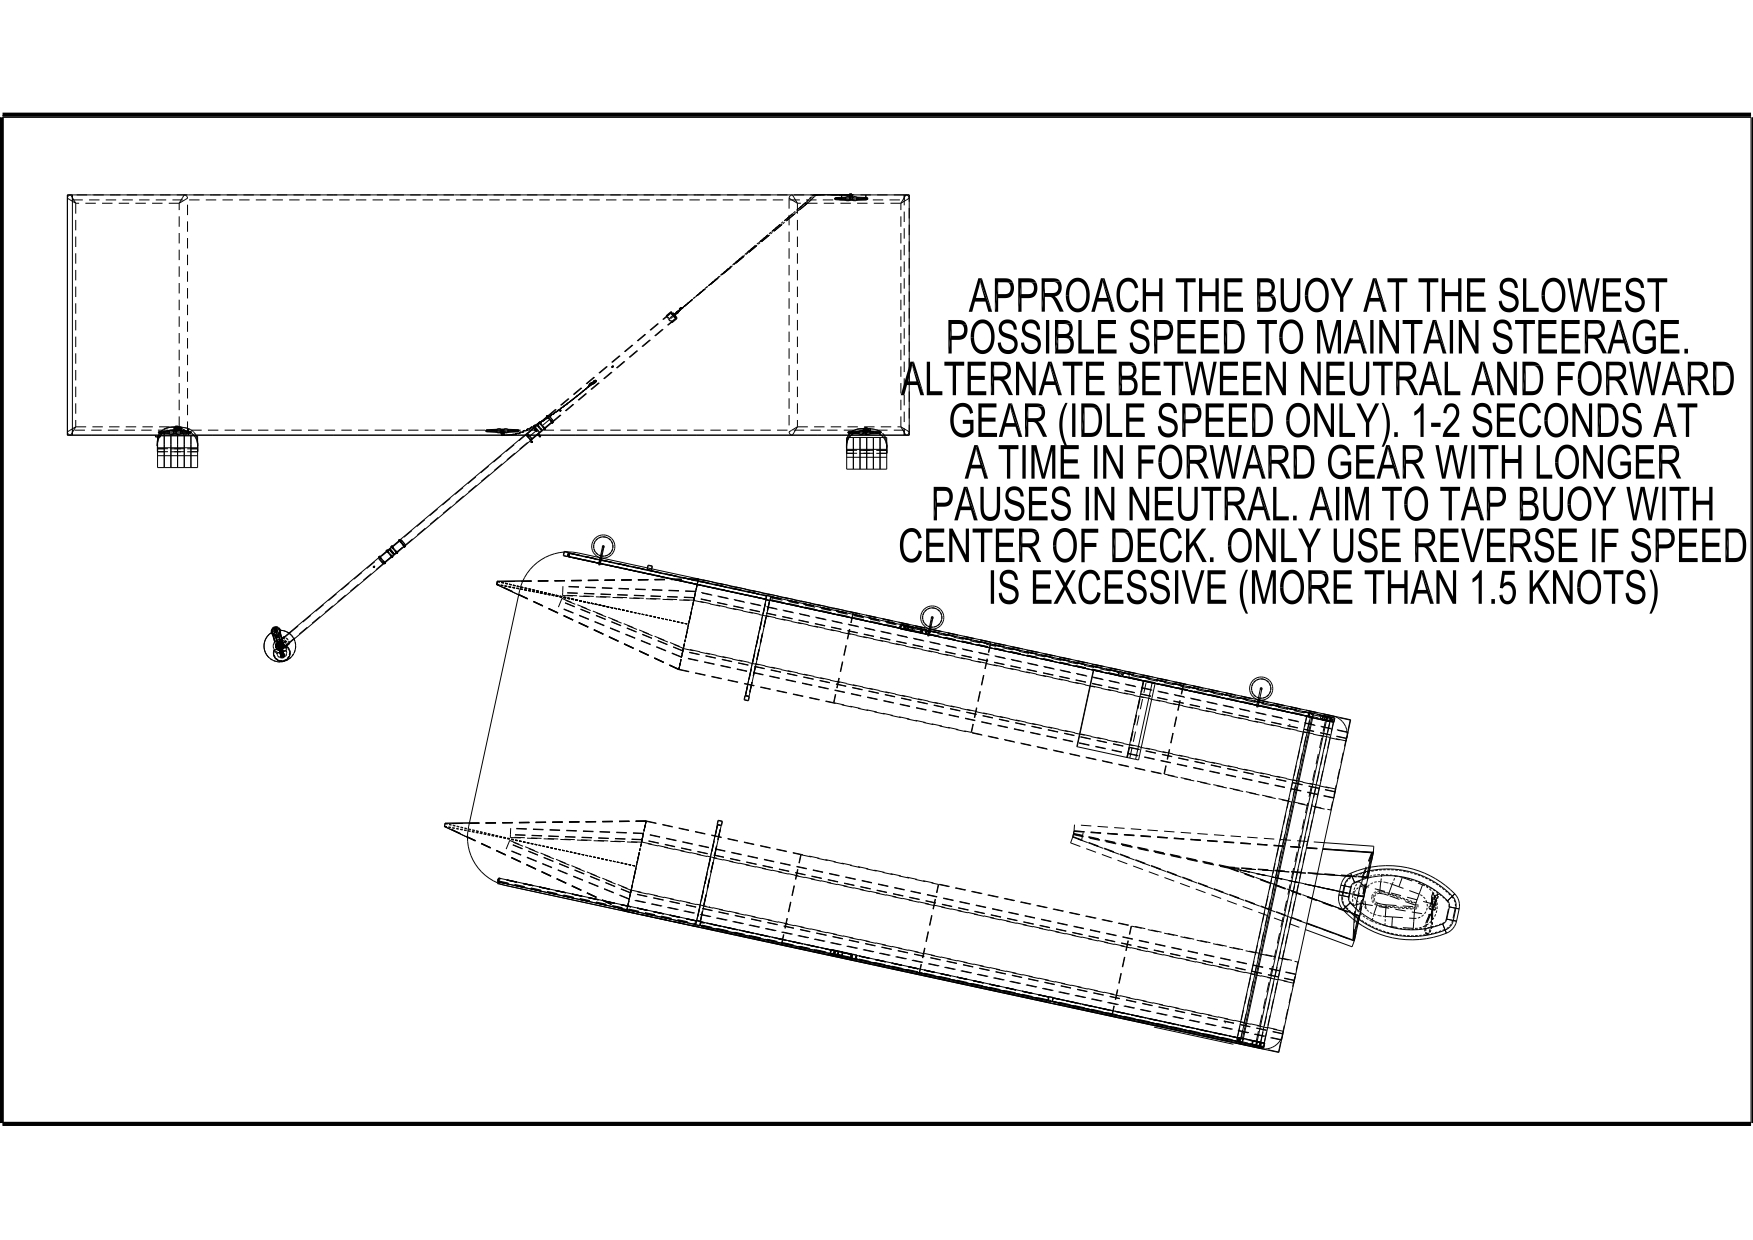 APPROACH THE BUOY AT THE SLOWEST
POSSIBLE SPEED TO MAINTAIN STEERAGE.
ALTERNATE BETWEEN NEUTRAL AND FORWARD
GEAR (IDLE SPEED ONLY). 1-2 SECONDS AT
A TIME IN FORWARD GEAR WITH LONGER
PAUSES IN NEUTRAL. AIM TO TAP BUOY WITH
CENTER OF DECK. ONLY USE REVERSE IF SPEED
IS EXCESSIVE (MORE THAN 1.5 KNOTS)